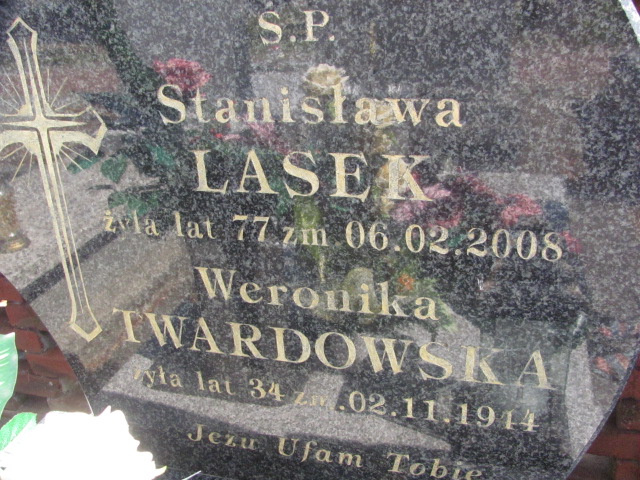 Ś.P.
Stanisława
LASEK
żyła lat 77 zm 06.02.2008
Weronika
TWARDOWSKA
żyła lat 34 zm.02.11.1944
Jezu Ufam Tobie